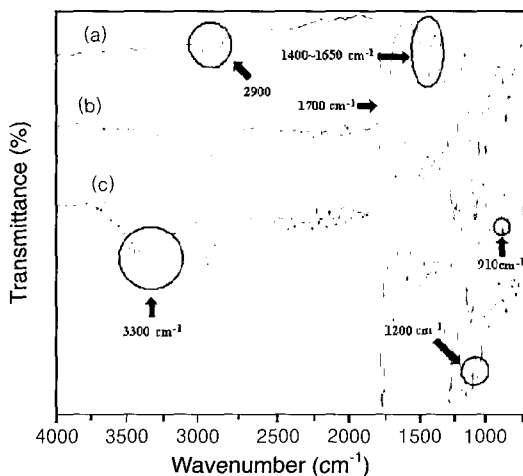 (a)
1400~1650 cm⁻¹
2900
1700 cm⁻¹
(b)
(c)
910cm⁻¹
3300 cm⁻¹
1200 cm⁻¹
Transmittance (%)
4000 3500 3000 2500 2000 1500 1000
Wavenumber (cm⁻¹)